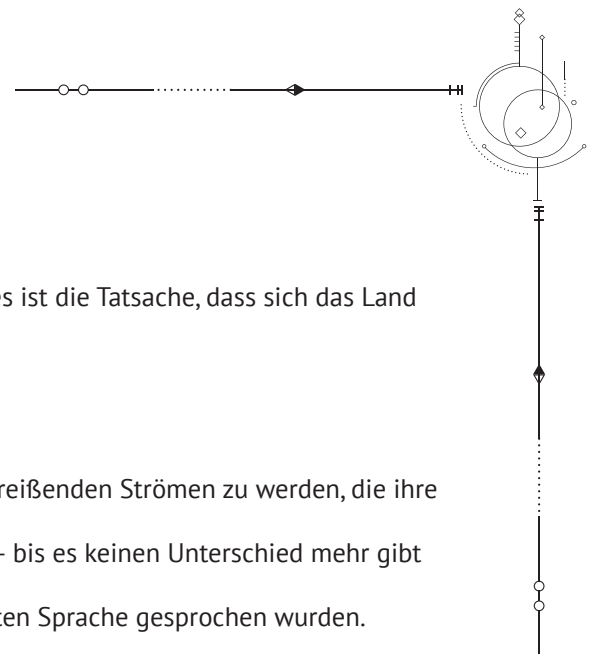 es ist die Tatsache, dass sich das Land
reißenden Strömen zu werden, die ihre
– bis es keinen Unterschied mehr gibt
ten Sprache gesprochen wurden.